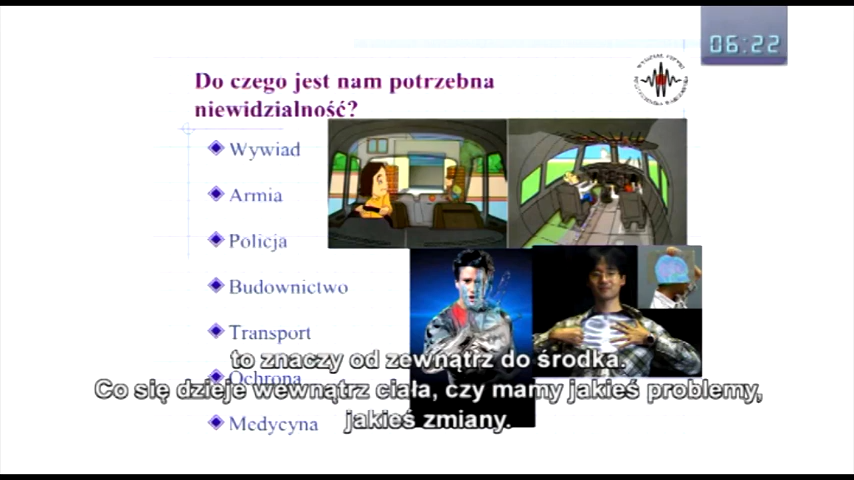 06:22
Do czego jest nam potrzebna
niewidzialność?
Wywiad
Armia
Policja
Budownictwo
Transport
Ochrona
Medycyna
to znaczy od zewnątrz do środka.
Co się dzieje wewnątrz ciała, czy mamy jakieś problemy,
jakieś zmiany.